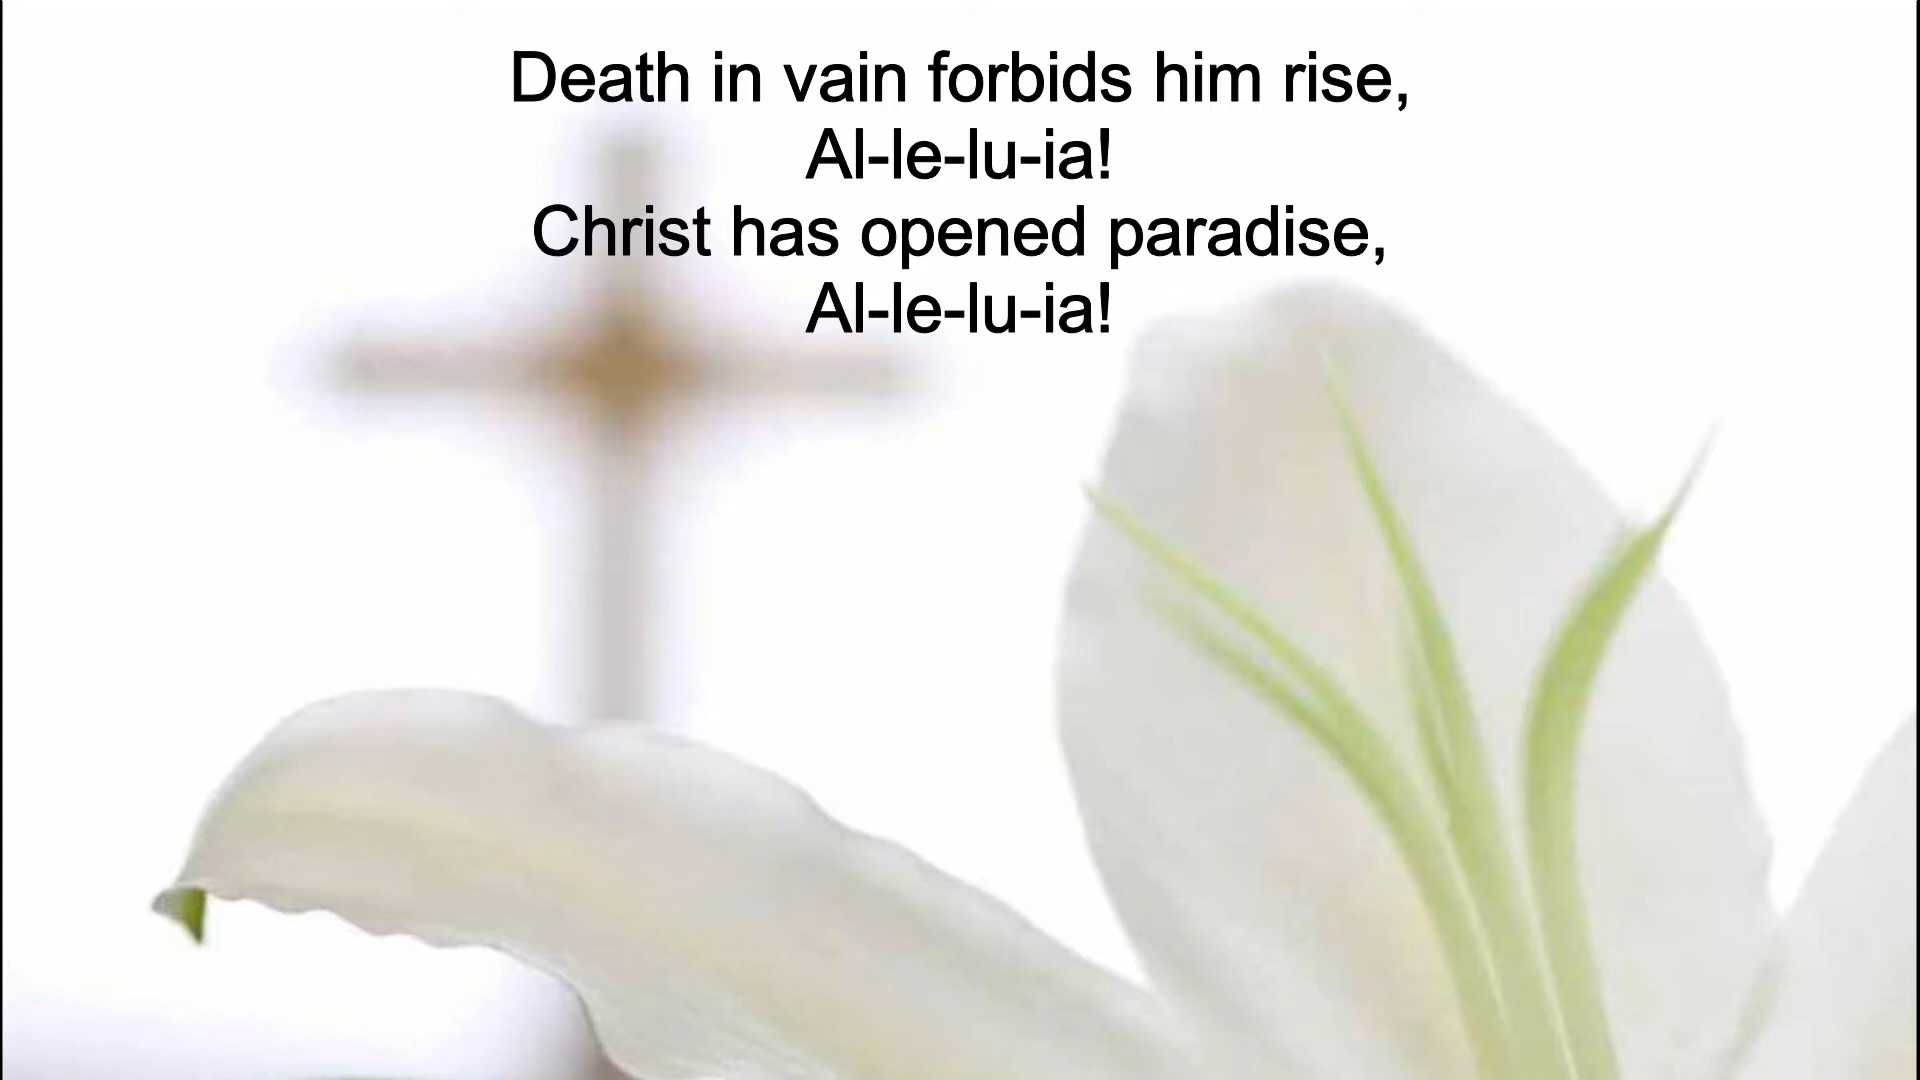 Death in vain forbids him rise,
Al-le-lu-ia!
Christ has opened paradise,
Al-le-lu-ia!